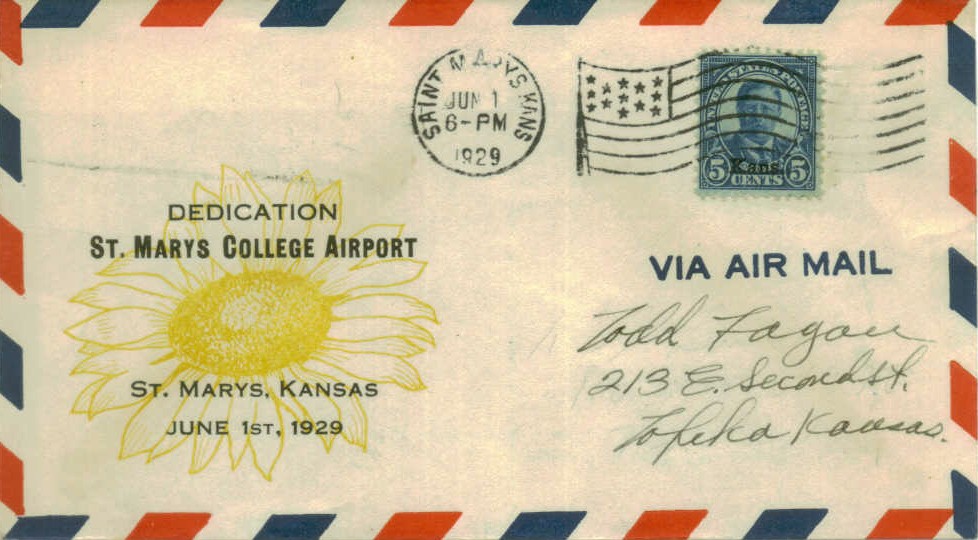 SAINT MARYS KANS
JUN 1
6-PM
1929
UNITED STATES POSTAGE
Kans.
5 CENTS 5
DEDICATION
ST. MARYS COLLEGE AIRPORT
ST. MARYS, KANSAS
JUNE 1ST, 1929
VIA AIR MAIL
Todd Fagan
213 E. Second st.
Topeka Kansas.